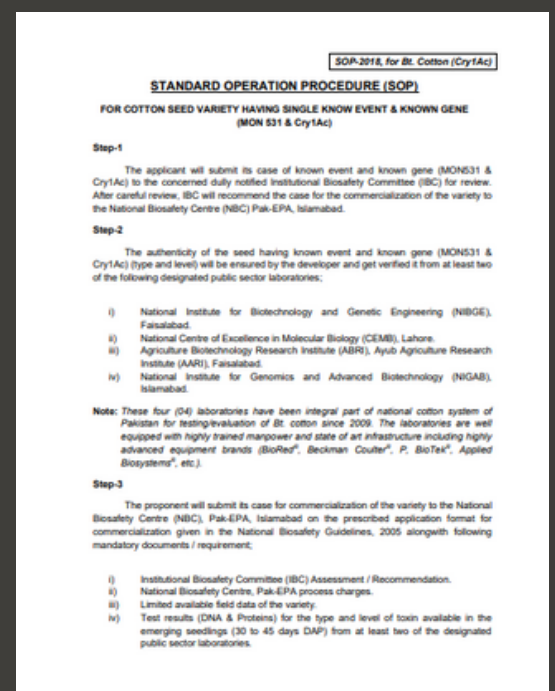 SOP-2018, for Bt. Cotton (Cry1Ac)
STANDARD OPERATION PROCEDURE (SOP)
FOR COTTON SEED VARIETY HAVING SINGLE KNOW EVENT & KNOWN GENE
(MON 531 & Cry1Ac)
Step-1
The applicant will submit its case of known event and known gene (MON531 &
Cry1Ac) to the concerned dully notified Institutional Biosafety Committee (IBC) for review.
After careful review, IBC will recommend the case for the commercialization of the variety to
the National Biosafety Centre (NBC) Pak-EPA, Islamabad.
Step-2
The authenticity of the seed having known event and known gene (MON531 &
Cry1Ac) (type and level) will be ensured by the developer and get verified it from at least two
of the following designated public sector laboratories;
i) National Institute for Biotechnology and Genetic Engineering (NIBGE),
Faisalabad.
ii) National Centre of Excellence in Molecular Biology (CEMB), Lahore.
iii) Agriculture Biotechnology Research Institute (ABRI), Ayub Agriculture Research
Institute (AARI), Faisalabad.
iv) National Institute for Genomics and Advanced Biotechnology (NIGAB),
Islamabad.
Note: These four (04) laboratories have been integral part of national cotton system of
Pakistan for testing/evaluation of Bt. cotton since 2009. The laboratories are well
equipped with highly trained manpower and state of art infrastructure including highly
advanced equipment brands (BioRed®, Beckman Coulter®, P, BioTek®, Applied
Biosystems®, etc.).
Step-3
The proponent will submit its case for commercialization of the variety to the National
Biosafety Centre (NBC), Pak-EPA, Islamabad on the prescribed application format for
commercialization given in the National Biosafety Guidelines, 2005 alongwith following
mandatory documents / requirement;
i) Institutional Biosafety Committee (IBC) Assessment / Recommendation.
ii) National Biosafety Centre, Pak-EPA process charges.
iii) Limited available field data of the variety.
iv) Test results (DNA & Proteins) for the type and level of toxin available in the
emerging seedlings (30 to 45 days DAP) from at least two of the designated
public sector laboratories.